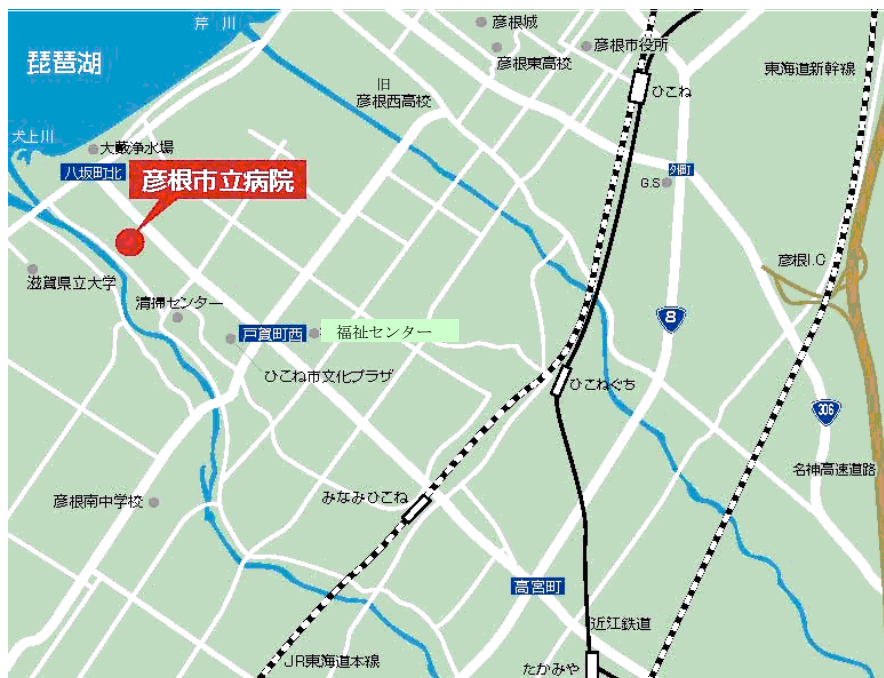 芹川
彦根城
琵琶湖
彦根東高校
彦根市役所
東海道新幹線
旧
彦根西高校
ひこね
犬上川
大藪浄水場
八坂町北
彦根市立病院
外町
G.S
滋賀県立大学
彦根I.C
清掃センター
戸賀町西
福祉センター
8
ひこね市文化プラザ
ひこねぐち
306
名神高速道路
彦根南中学校
みなみひこね
高宮町
近江鉄道
JR東海道本線
たかみや